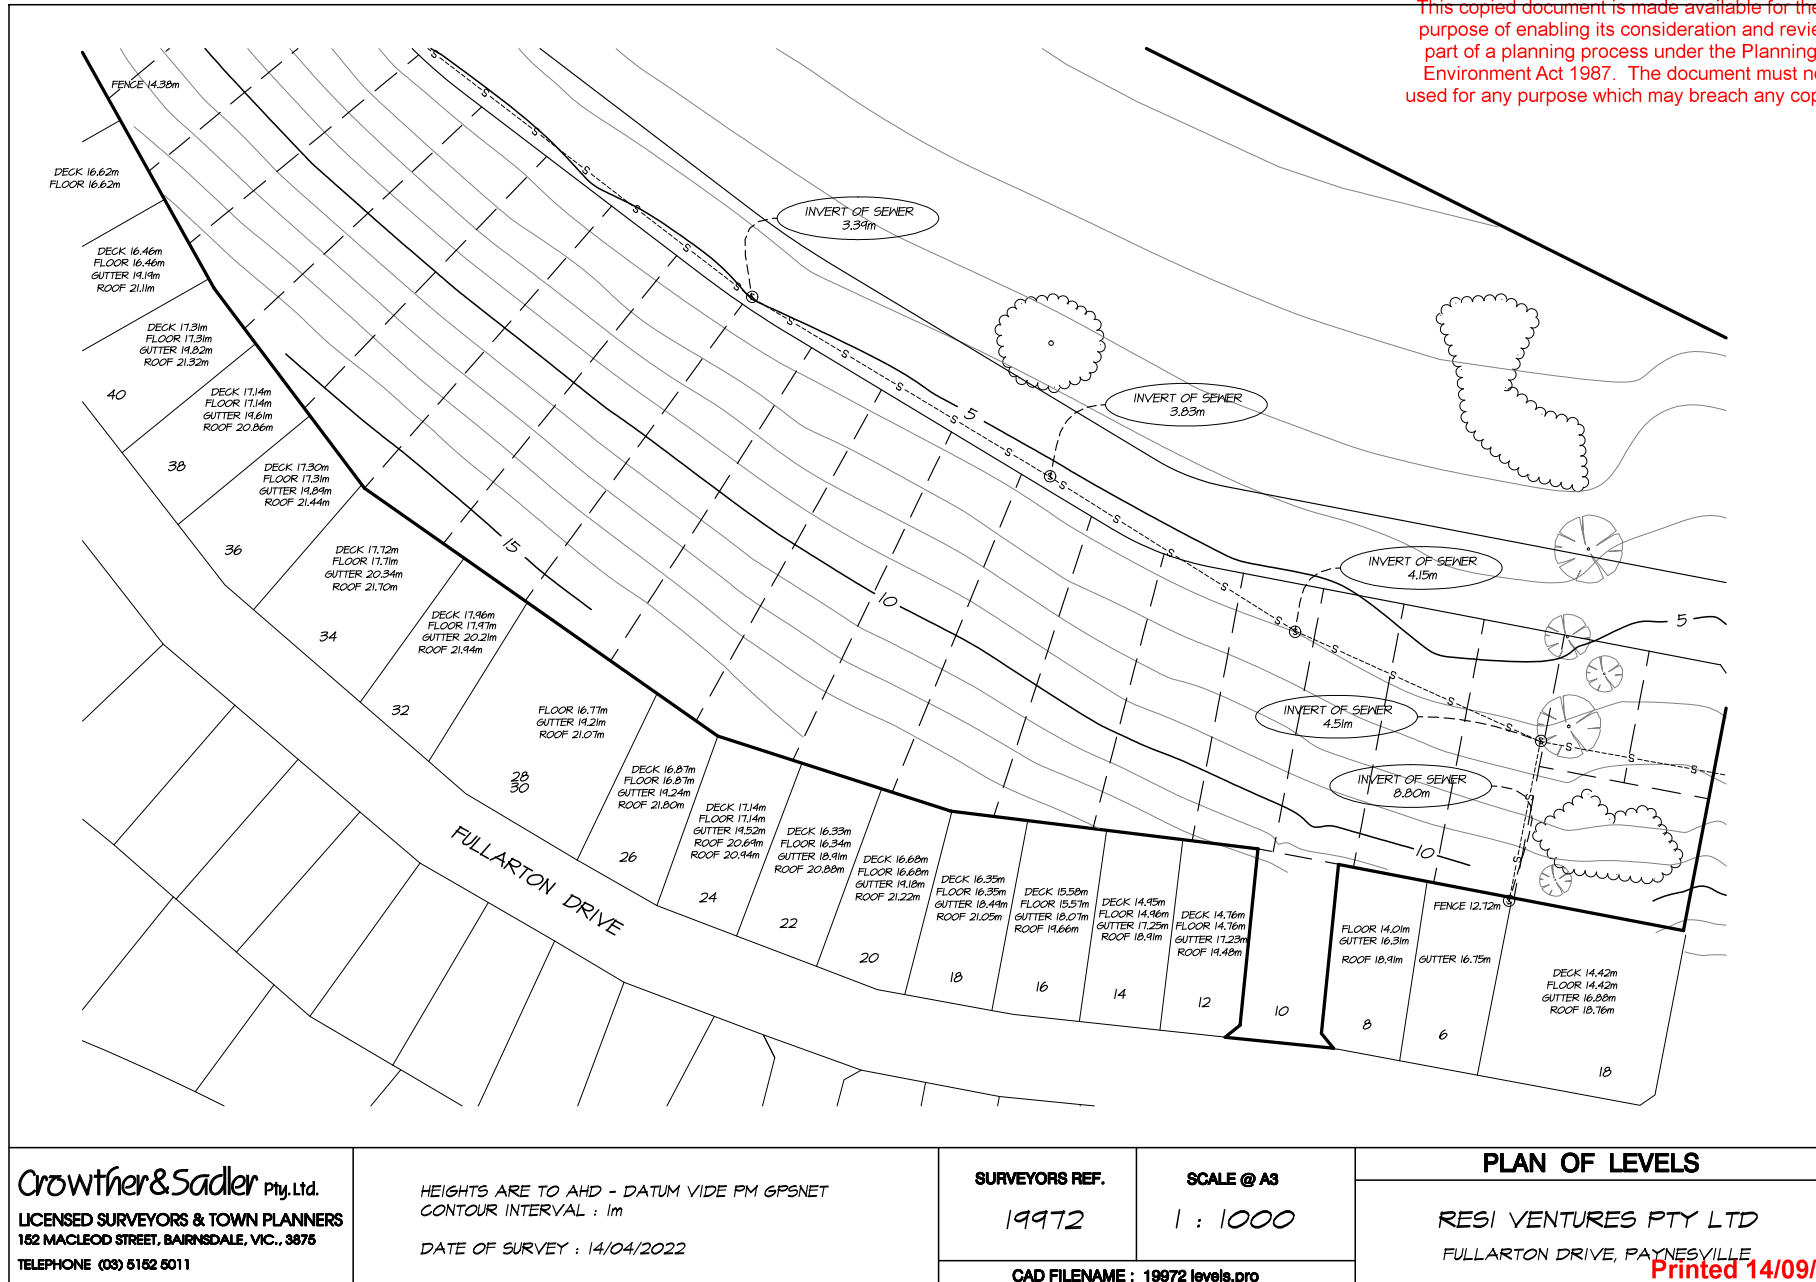 This copied document is made available for the
purpose of enabling its consideration and revie
part of a planning process under the Planning
Environment Act 1987. The document must no
used for any purpose which may breach any cop
FENCE 14.38m
DECK 16.62m
FLOOR 16.62m
INVERT OF SEWER
3.39m
DECK 16.46m
FLOOR 16.46m
GUTTER 19.19m
ROOF 21.11m
DECK 17.31m
FLOOR 17.31m
GUTTER 19.82m
ROOF 21.32m
40
DECK 17.14m
FLOOR 17.14m
GUTTER 19.61m
ROOF 20.86m
38
INVERT OF SEWER
3.83m
5
DECK 17.30m
FLOOR 17.31m
GUTTER 19.89m
ROOF 21.44m
36
15
DECK 17.72m
FLOOR 17.71m
GUTTER 20.34m
ROOF 21.70m
34
INVERT OF SEWER
4.15m
10
5
DECK 17.96m
FLOOR 17.97m
GUTTER 20.21m
ROOF 21.94m
32
FLOOR 16.77m
GUTTER 19.21m
ROOF 21.07m
28
30
INVERT OF SEWER
4.51m
INVERT OF SEWER
8.80m
DECK 16.87m
FLOOR 16.87m
GUTTER 19.24m
ROOF 21.80m
26
DECK 17.14m
FLOOR 17.14m
GUTTER 19.52m
ROOF 20.69m
ROOF 20.94m
24
DECK 16.33m
FLOOR 16.34m
GUTTER 18.91m
ROOF 20.88m
22
DECK 16.68m
FLOOR 16.68m
GUTTER 19.18m
ROOF 21.22m
20
10
DECK 16.35m
FLOOR 16.35m
GUTTER 18.49m
ROOF 21.05m
18
DECK 15.58m
FLOOR 15.57m
GUTTER 18.07m
ROOF 19.66m
16
DECK 14.95m
FLOOR 14.96m
GUTTER 17.25m
ROOF 18.91m
14
DECK 14.76m
FLOOR 14.76m
GUTTER 17.23m
ROOF 19.48m
12
10
FENCE 12.72m
FLOOR 14.01m
GUTTER 16.31m
ROOF 18.91m
8
GUTTER 16.75m
6
DECK 14.42m
FLOOR 14.42m
GUTTER 16.88m
ROOF 18.76m
18
FULLARTON DRIVE
Crowther&Sadler Pty.Ltd.
LICENSED SURVEYORS & TOWN PLANNERS
152 MACLEOD STREET, BAIRNSDALE, VIC., 3875
TELEPHONE (03) 5152 5011
HEIGHTS ARE TO AHD - DATUM VIDE PM GPSNET
CONTOUR INTERVAL : 1m
DATE OF SURVEY : 14/04/2022
SURVEYORS REF.
19972
SCALE @ A3
1 : 1000
CAD FILENAME : 19972 levels.pro
PLAN OF LEVELS
RESI VENTURES PTY LTD
FULLARTON DRIVE, PAYNESVILLE
Printed 14/09/